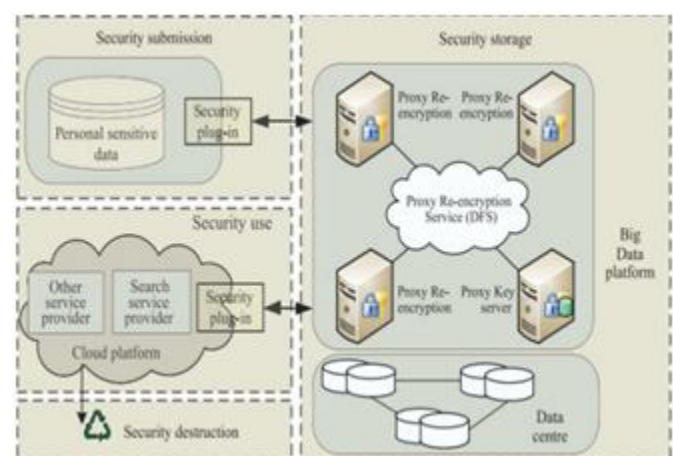 Security submission
Personal sensitive
data
Security
plug-in
Security use
Other
service
provider
Search
service
provider
Security
plug-in
Cloud platform
Security destruction
Security storage
Proxy Re-
encryption
Proxy Re-
encryption
Proxy Re-encryption
Service (DFS)
Proxy Re-
encryption
Proxy Key
server
Big
Data
platform
Data
centre